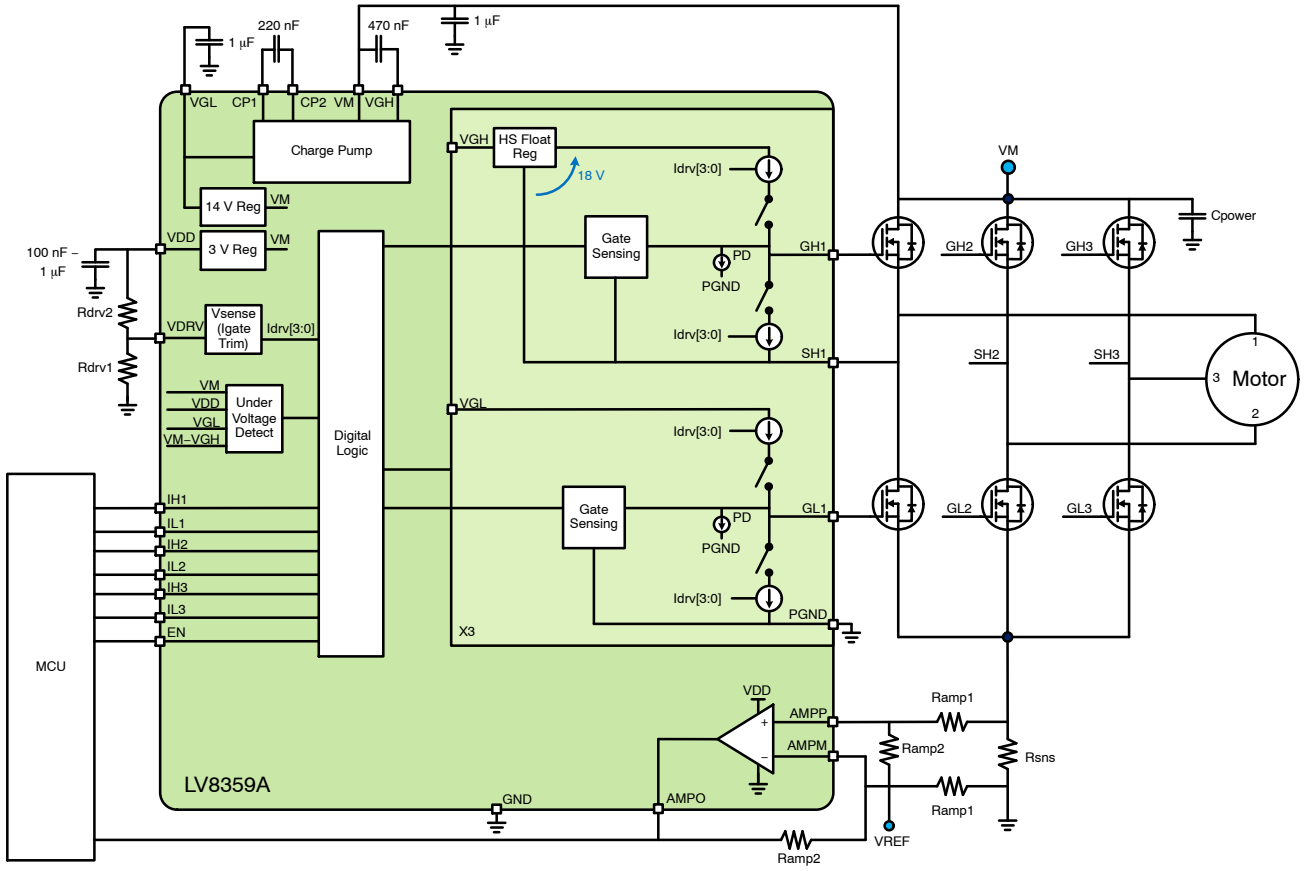 220 nF
470 nF
1 μF
1 μF
VGL
CP1
CP2
VM
VGH
Charge Pump
VGH
HS Float
Reg
18 V
Idrv[3:0]
VM
14 V Reg
VM
VDD
3 V Reg
VM
100 nF –
1 μF
Gate
Sensing
PD
PGND
GH1
GH2
GH3
Cpower
Rdrv2
VDRV
Vsense
(Igate
Trim)
Idrv[3:0]
Idrv[3:0]
Rdrv1
SH1
SH2
SH3
1
3
Motor
2
VM
VDD
VGL
VM–VGH
Under
Voltage
Detect
Digital
Logic
VGL
Idrv[3:0]
IH1
IL1
IH2
IL2
IH3
IL3
EN
Gate
Sensing
PD
PGND
GL1
GL2
GL3
Idrv[3:0]
PGND
X3
MCU
VDD
+
–
AMPP
AMPM
Ramp1
Ramp2
Rsns
Ramp1
LV8359A
GND
AMPO
VREF
Ramp2